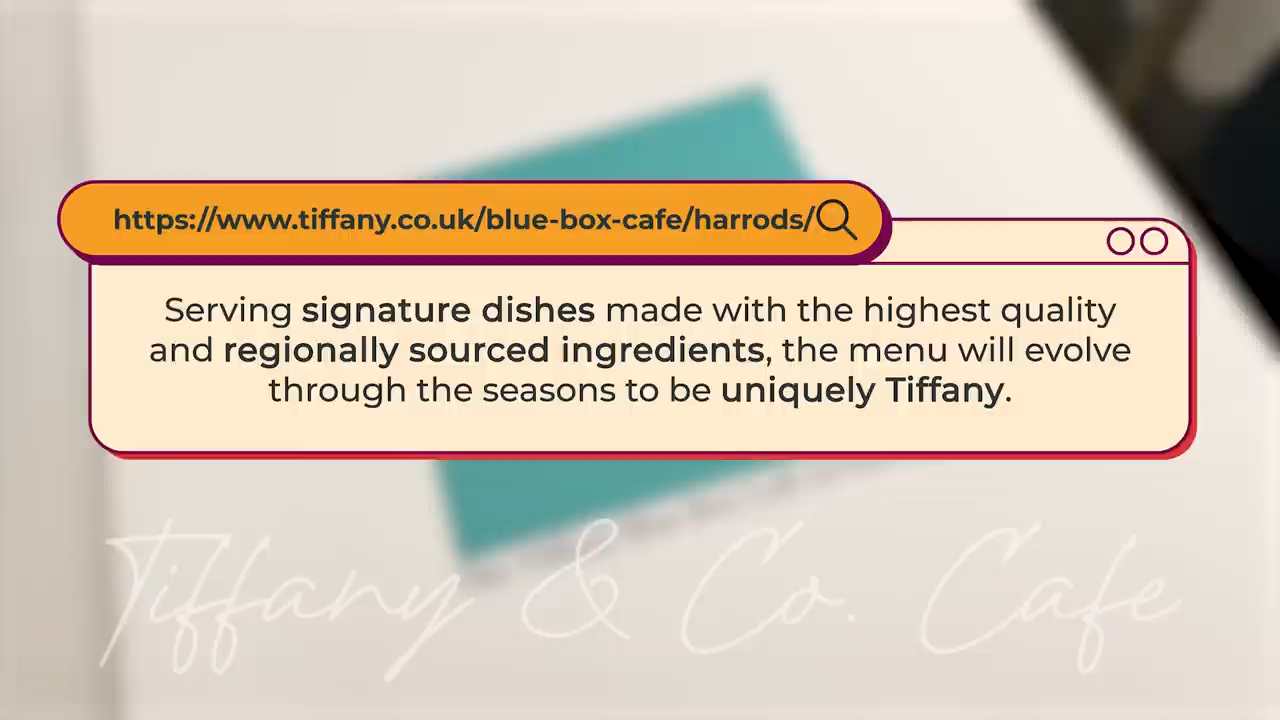 https://www.tiffany.co.uk/blue-box-cafe/harrods/
Serving signature dishes made with the highest quality
and regionally sourced ingredients, the menu will evolve
through the seasons to be uniquely Tiffany.
Tiffany & Co. Cafe